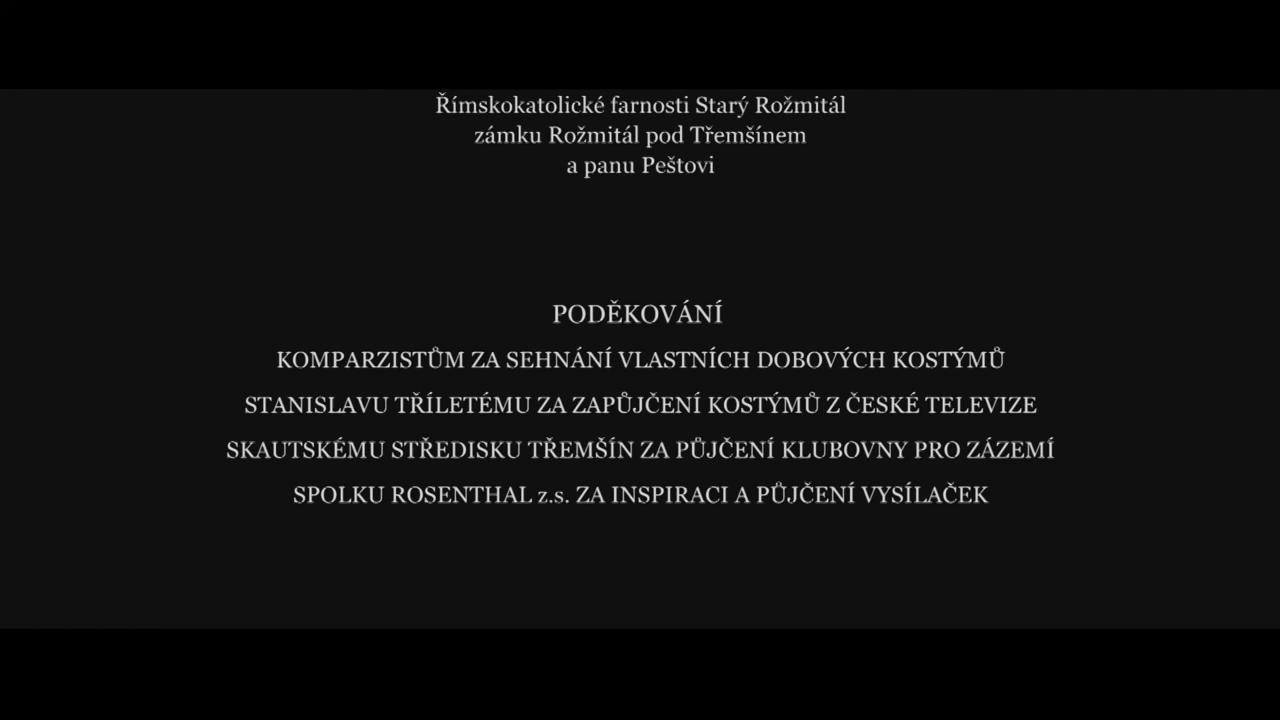 Římskokatolické farnosti Starý Rožmitál
zámku Rožmitál pod Třemšínem
a panu Peštovi
PODĚKOVÁNÍ
KOMPARZISTŮM ZA SEHNÁNÍ VLASTNÍCH DOBOVÝCH KOSTÝMŮ
STANISLAVU TŘÍLETÉMU ZA ZAPŮJČENÍ KOSTÝMŮ Z ČESKÉ TELEVIZE
SKAUTSKÉMU STŘEDISKU TŘEMŠÍN ZA PŮJČENÍ KLUBOVNY PRO ZÁZEMÍ
SPOLKU ROSENTHAL z.s. ZA INSPIRACI A PŮJČENÍ VYSÍLAČEK